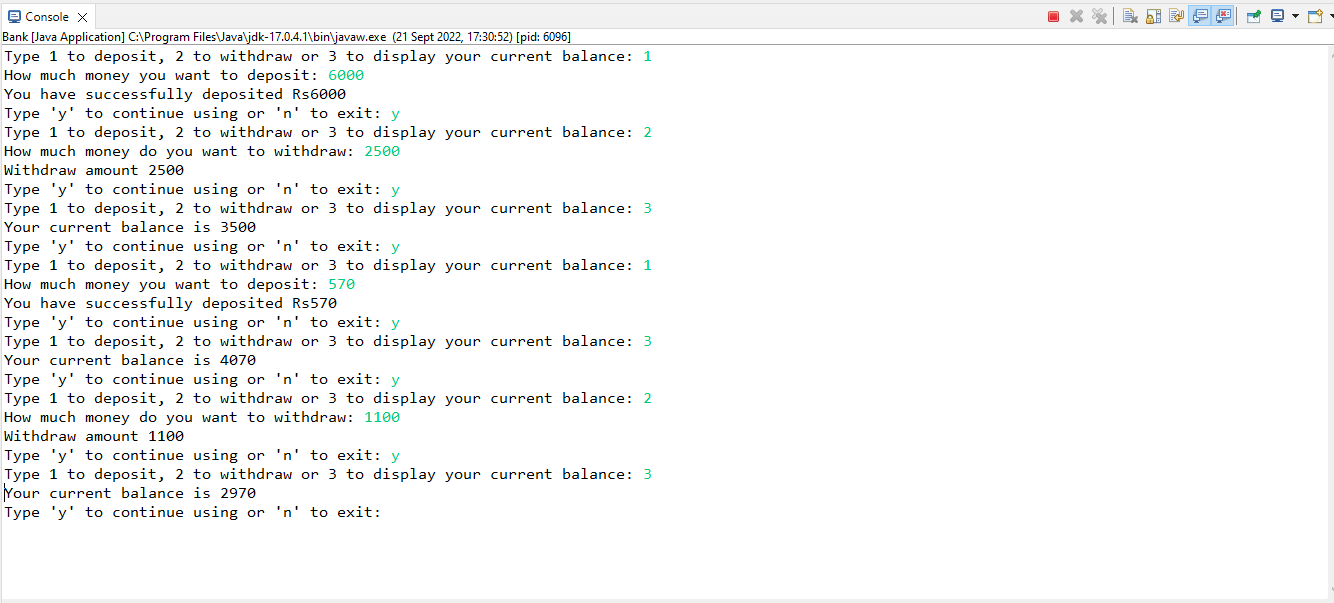 Console
Bank [Java Application] C:\Program Files\Java\jdk-17.0.4.1\bin\javaw.exe (21 Sept 2022, 17:30:52) [pid: 6096]
Type 1 to deposit, 2 to withdraw or 3 to display your current balance: 1
How much money you want to deposit: 6000
You have successfully deposited Rs6000
Type 'y' to continue using or 'n' to exit: y
Type 1 to deposit, 2 to withdraw or 3 to display your current balance: 2
How much money do you want to withdraw: 2500
Withdraw amount 2500
Type 'y' to continue using or 'n' to exit: y
Type 1 to deposit, 2 to withdraw or 3 to display your current balance: 3
Your current balance is 3500
Type 'y' to continue using or 'n' to exit: y
Type 1 to deposit, 2 to withdraw or 3 to display your current balance: 1
How much money you want to deposit: 570
You have successfully deposited Rs570
Type 'y' to continue using or 'n' to exit: y
Type 1 to deposit, 2 to withdraw or 3 to display your current balance: 3
Your current balance is 4070
Type 'y' to continue using or 'n' to exit: y
Type 1 to deposit, 2 to withdraw or 3 to display your current balance: 2
How much money do you want to withdraw: 1100
Withdraw amount 1100
Type 'y' to continue using or 'n' to exit: y
Type 1 to deposit, 2 to withdraw or 3 to display your current balance: 3
Your current balance is 2970
Type 'y' to continue using or 'n' to exit: